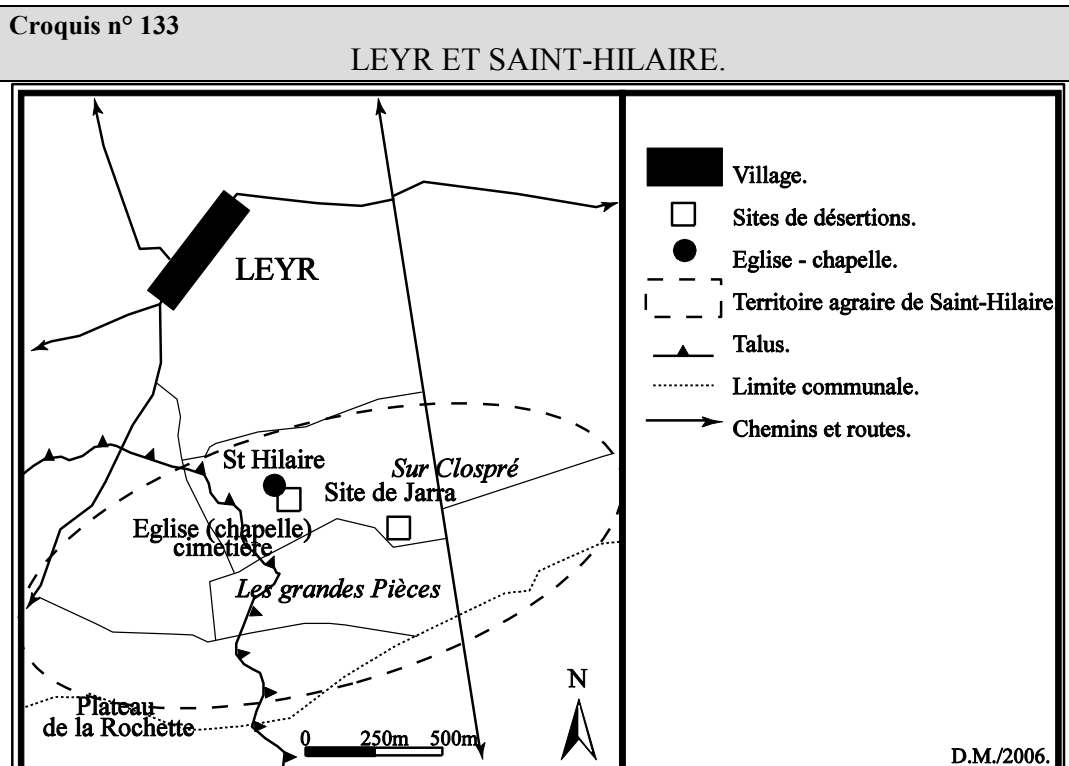 Croquis n° 133
LEYR ET SAINT-HILAIRE.
LEYR
St Hilaire
Sur Clospré
Site de Jarra
Eglise (chapelle)
cimetière
Les grandes Pièces
Plateau
de la Rochette
N
0 250m 500m
Village.
Sites de désertions.
Eglise - chapelle.
Territoire agraire de Saint-Hilaire.
Talus.
Limite communale.
Chemins et routes.
D.M./2006.